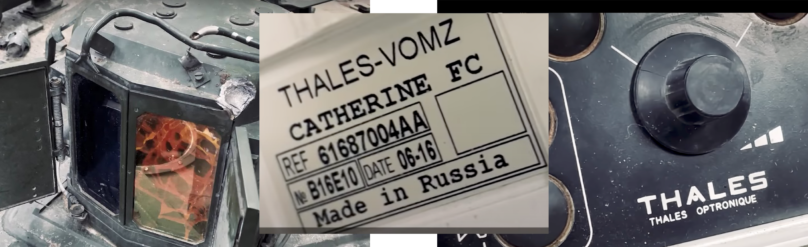 THALES-VOMZ
CATHERINE FC
REF 61687004AA
№ B16E10 DATE 06-16
Made in Russia
THALES
THALES OPTRONIQUE